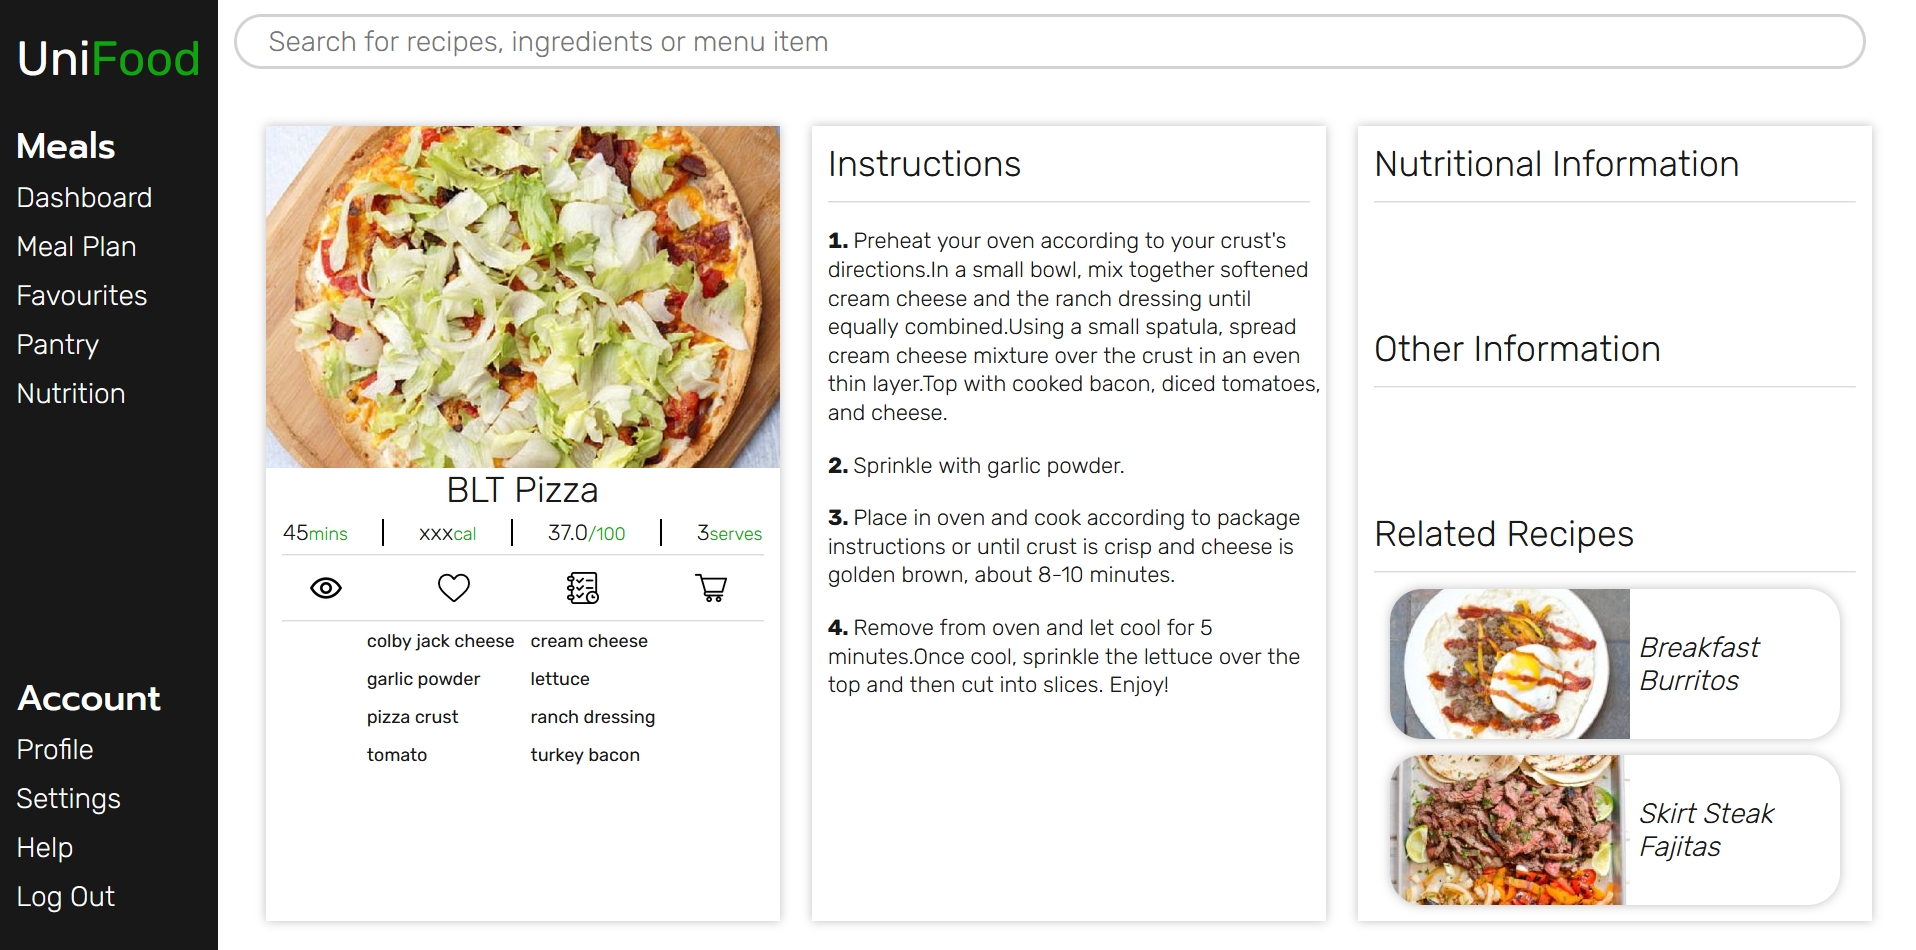 UniFood
Meals
Dashboard
Meal Plan
Favourites
Pantry
Nutrition
Account
Profile
Settings
Help
Log Out
Search for recipes, ingredients or menu item
BLT Pizza
45mins
xxxcal
37.0/100
3serves
colby jack cheese cream cheese
garlic powder lettuce
pizza crust ranch dressing
tomato turkey bacon
Instructions
1. Preheat your oven according to your crust's
directions.In a small bowl, mix together softened
cream cheese and the ranch dressing until
equally combined.Using a small spatula, spread
cream cheese mixture over the crust in an even
thin layer.Top with cooked bacon, diced tomatoes,
and cheese.
2. Sprinkle with garlic powder.
3. Place in oven and cook according to package
instructions or until crust is crisp and cheese is
golden brown, about 8-10 minutes.
4. Remove from oven and let cool for 5
minutes.Once cool, sprinkle the lettuce over the
top and then cut into slices. Enjoy!
Nutritional Information
Other Information
Related Recipes
Breakfast
Burritos
Skirt Steak
Fajitas